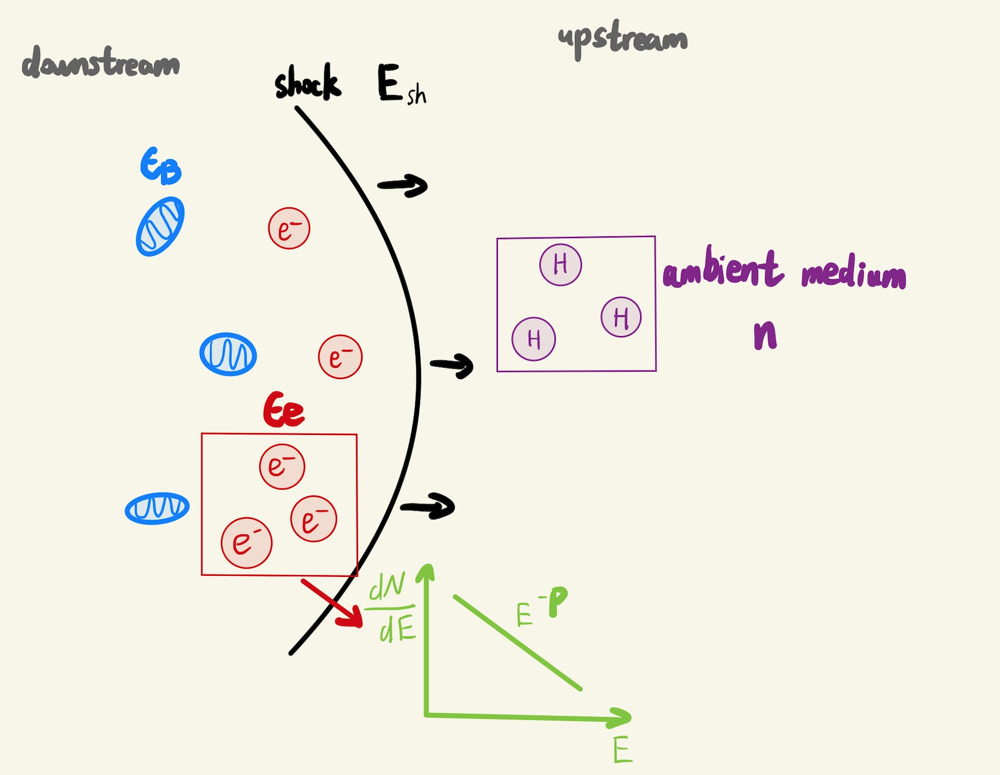 downstream
upstream
shock E_sh
ϵ_B
e⁻
H
H
H
ambient medium
n
e⁻
ϵ_e
e⁻
e⁻
e⁻
dN
dE
E^-P
E